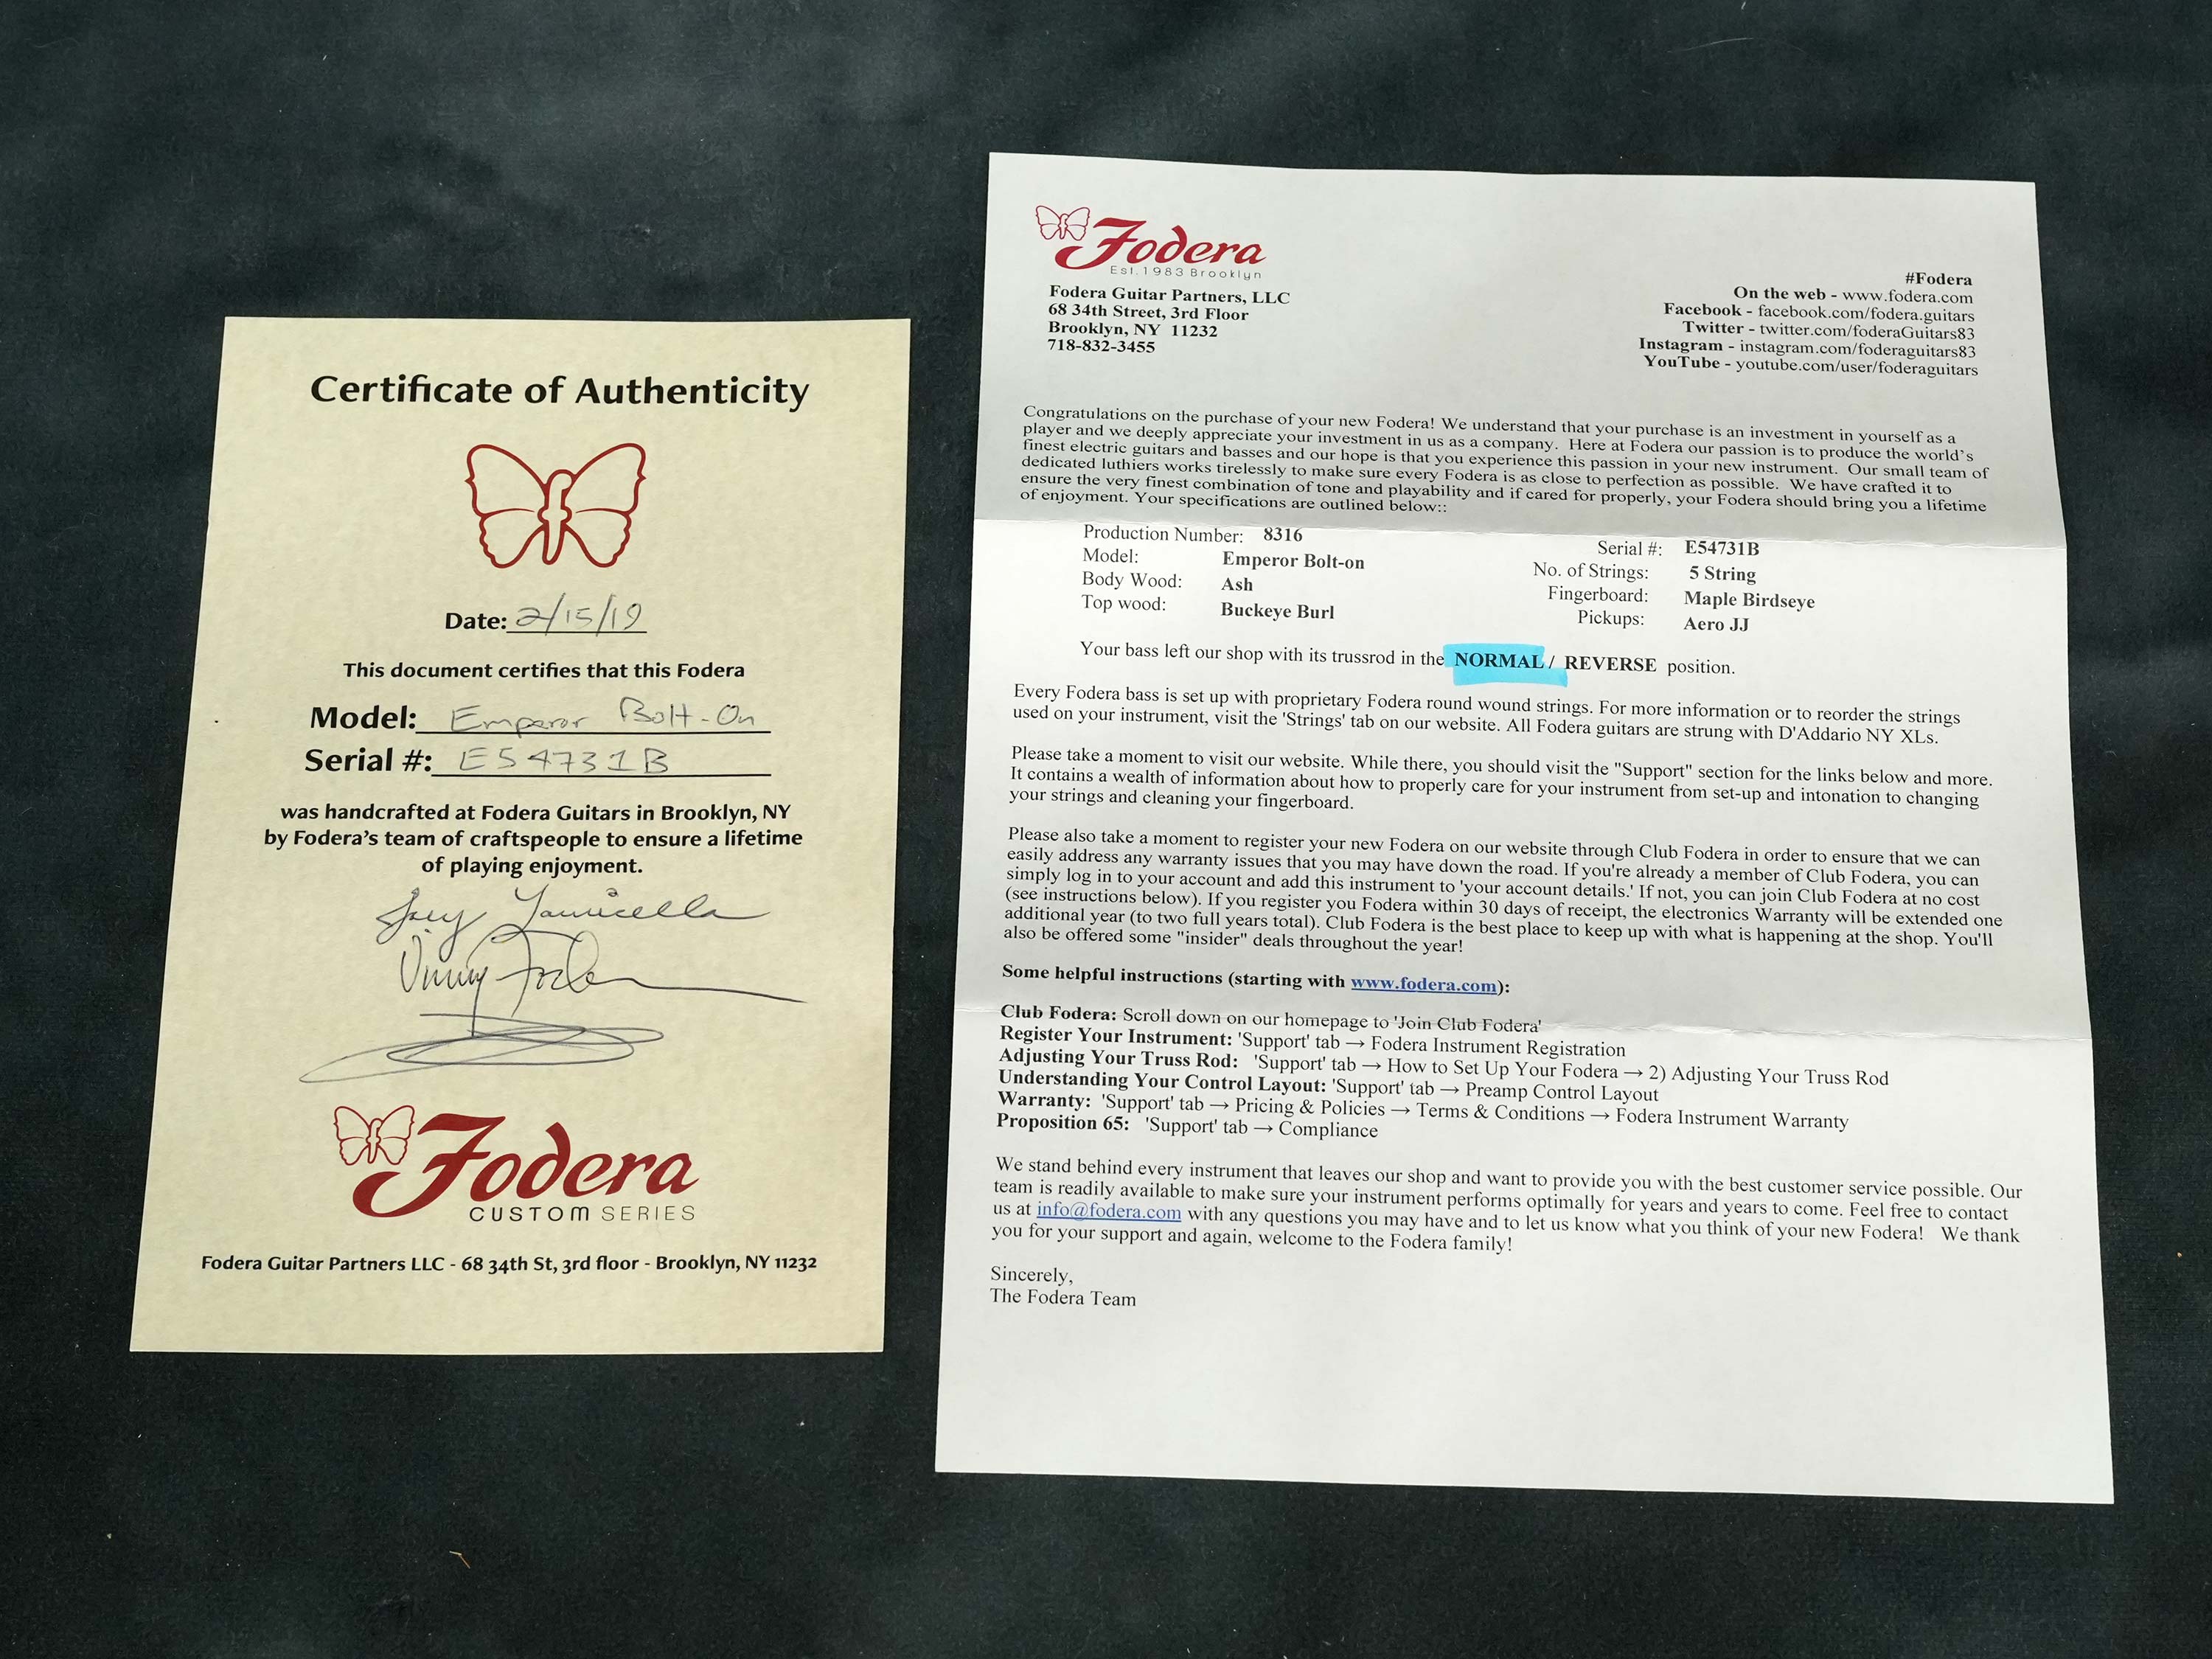 Certificate of Authenticity
Date: 2/15/19
This document certifies that this Fodera
Model: Emperor Bolt-On
Serial #: E54731B
was handcrafted at Fodera Guitars in Brooklyn, NY
by Fodera's team of craftspeople to ensure a lifetime
of playing enjoyment.
Joey Lauricella
Vinny Fodera
Fodera
CUSTOM SERIES
Fodera Guitar Partners LLC - 68 34th St, 3rd floor - Brooklyn, NY 11232
Fodera
Est. 1983 Brooklyn
Fodera Guitar Partners, LLC
68 34th Street, 3rd Floor
Brooklyn, NY 11232
718-832-3455
#Fodera
On the web - www.fodera.com
Facebook - facebook.com/fodera.guitars
Twitter - twitter.com/foderaGuitars83
Instagram - instagram.com/foderaguitars83
YouTube - youtube.com/user/foderaguitars
Congratulations on the purchase of your new Fodera! We understand that your purchase is an investment in yourself as a
player and we deeply appreciate your investment in us as a company. Here at Fodera our passion is to produce the world's
finest electric guitars and basses and our hope is that you experience this passion in your new instrument. Our small team of
dedicated luthiers works tirelessly to make sure every Fodera is as close to perfection as possible. We have crafted it to
ensure the very finest combination of tone and playability and if cared for properly, your Fodera should bring you a lifetime
of enjoyment. Your specifications are outlined below::
Production Number: 8316
Model: Emperor Bolt-on
Body Wood: Ash
Top wood: Buckeye Burl
Serial #: E54731B
No. of Strings: 5 String
Fingerboard: Maple Birdseye
Pickups: Aero JJ
Your bass left our shop with its trussrod in the NORMAL / REVERSE position.
Every Fodera bass is set up with proprietary Fodera round wound strings. For more information or to reorder the strings
used on your instrument, visit the 'Strings' tab on our website. All Fodera guitars are strung with D'Addario NY XLs.
Please take a moment to visit our website. While there, you should visit the "Support" section for the links below and more.
It contains a wealth of information about how to properly care for your instrument from set-up and intonation to changing
your strings and cleaning your fingerboard.
Please also take a moment to register your new Fodera on our website through Club Fodera in order to ensure that we can
easily address any warranty issues that you may have down the road. If you're already a member of Club Fodera, you can
simply log in to your account and add this instrument to 'your account details.' If not, you can join Club Fodera at no cost
(see instructions below). If you register you Fodera within 30 days of receipt, the electronics Warranty will be extended one
additional year (to two full years total). Club Fodera is the best place to keep up with what is happening at the shop. You'll
also be offered some "insider" deals throughout the year!
Some helpful instructions (starting with www.fodera.com):
Club Fodera: Scroll down on our homepage to 'Join Club Fodera'
Register Your Instrument: 'Support' tab → Fodera Instrument Registration
Adjusting Your Truss Rod: 'Support' tab → How to Set Up Your Fodera → 2) Adjusting Your Truss Rod
Understanding Your Control Layout: 'Support' tab → Preamp Control Layout
Warranty: 'Support' tab → Pricing & Policies → Terms & Conditions → Fodera Instrument Warranty
Proposition 65: 'Support' tab → Compliance
We stand behind every instrument that leaves our shop and want to provide you with the best customer service possible. Our
team is readily available to make sure your instrument performs optimally for years and years to come. Feel free to contact
us at info@fodera.com with any questions you may have and to let us know what you think of your new Fodera! We thank
you for your support and again, welcome to the Fodera family!
Sincerely,
The Fodera Team